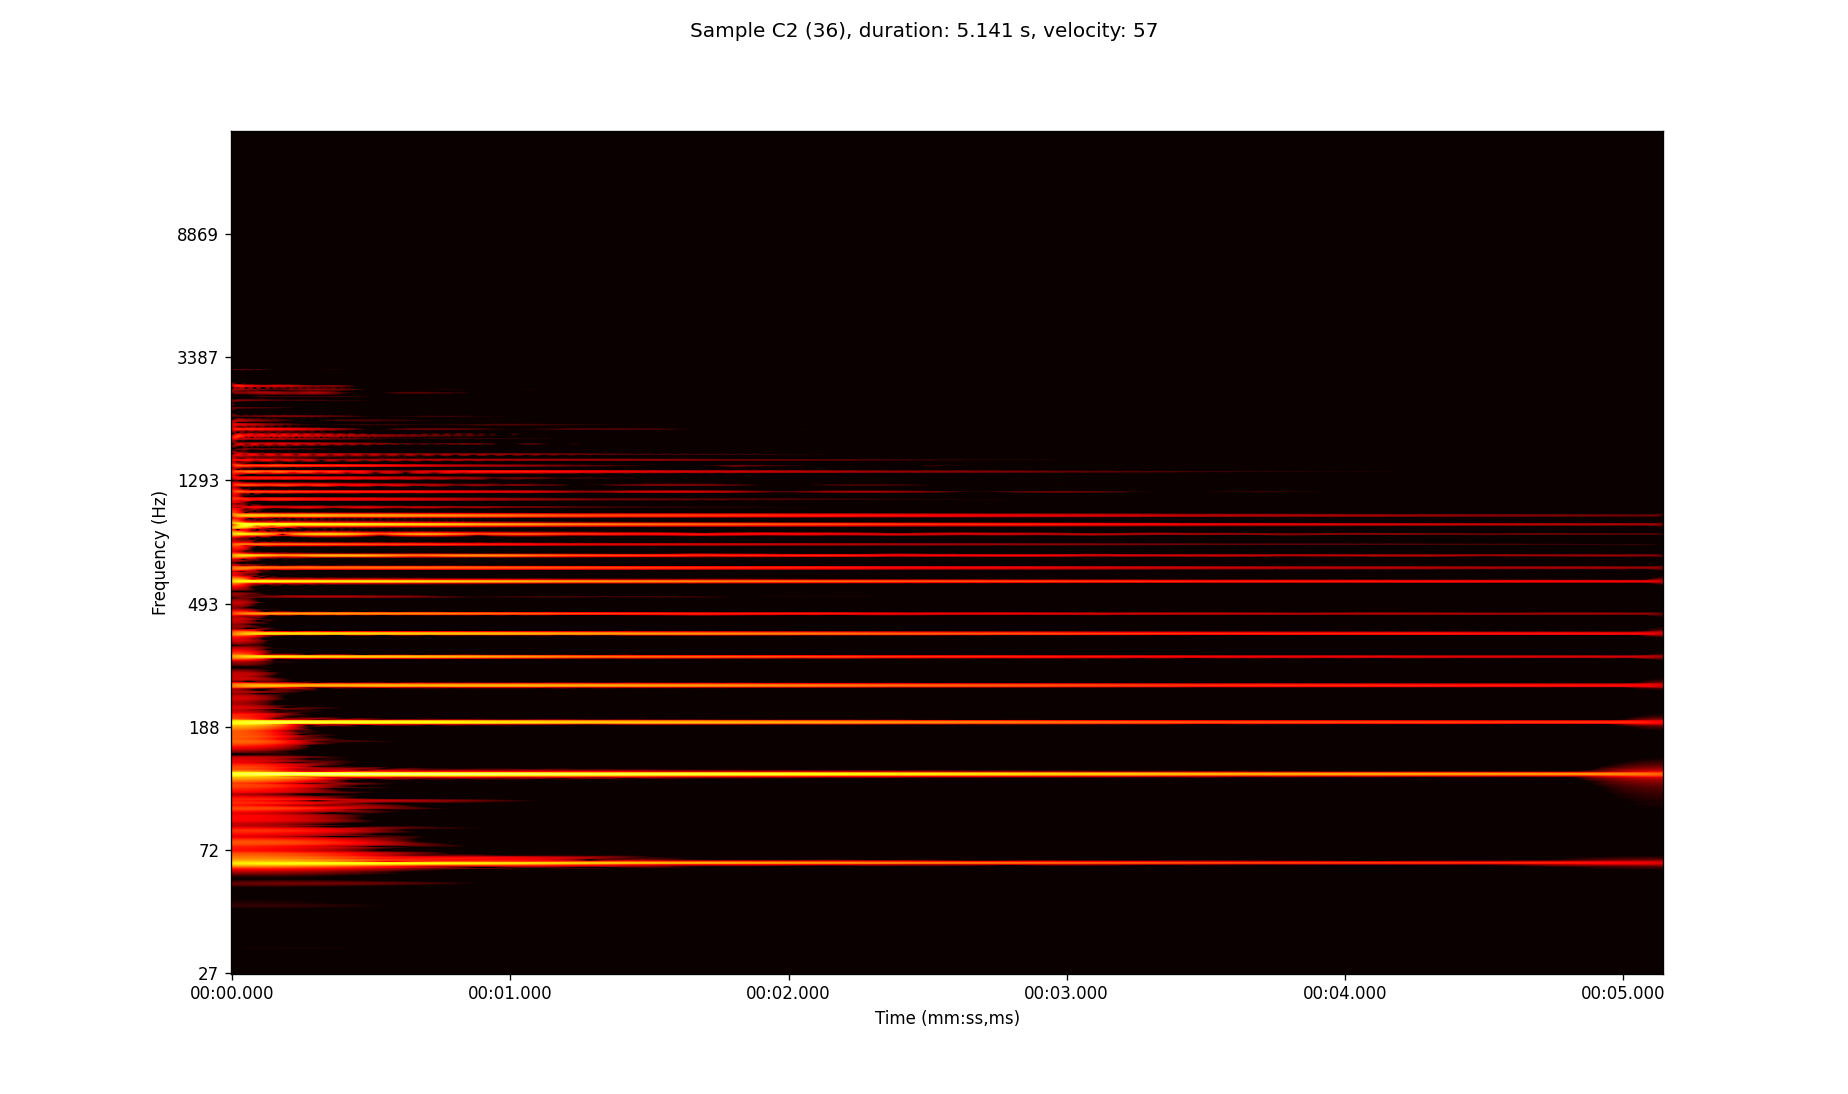 Sample C2 (36), duration: 5.141 s, velocity: 57
8869
3387
1293
493
188
72
27
Frequency (Hz)
00:00.000 00:01.000 00:02.000 00:03.000 00:04.000 00:05.000
Time (mm:ss,ms)